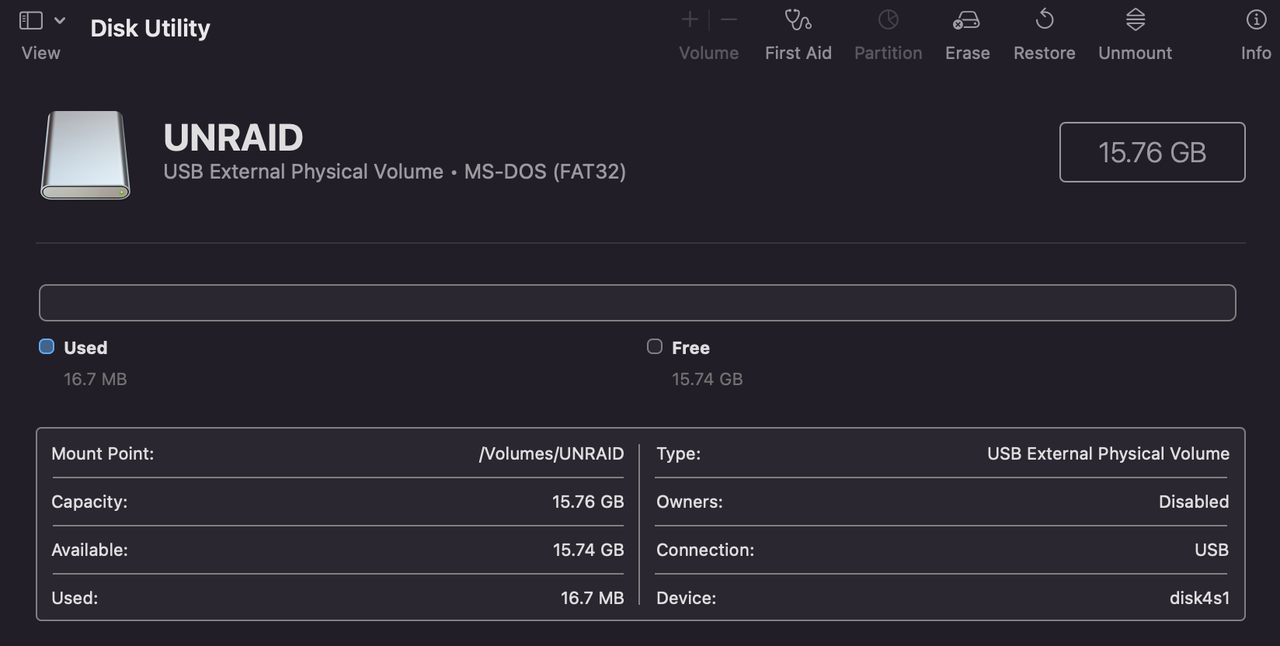 Disk Utility
View
Volume
First Aid
Partition
Erase
Restore
Unmount
Info
UNRAID
USB External Physical Volume • MS-DOS (FAT32)
15.76 GB
Used
16.7 MB
Free
15.74 GB
Mount Point: /Volumes/UNRAID
Capacity: 15.76 GB
Available: 15.74 GB
Used: 16.7 MB
Type: USB External Physical Volume
Owners: Disabled
Connection: USB
Device: disk4s1